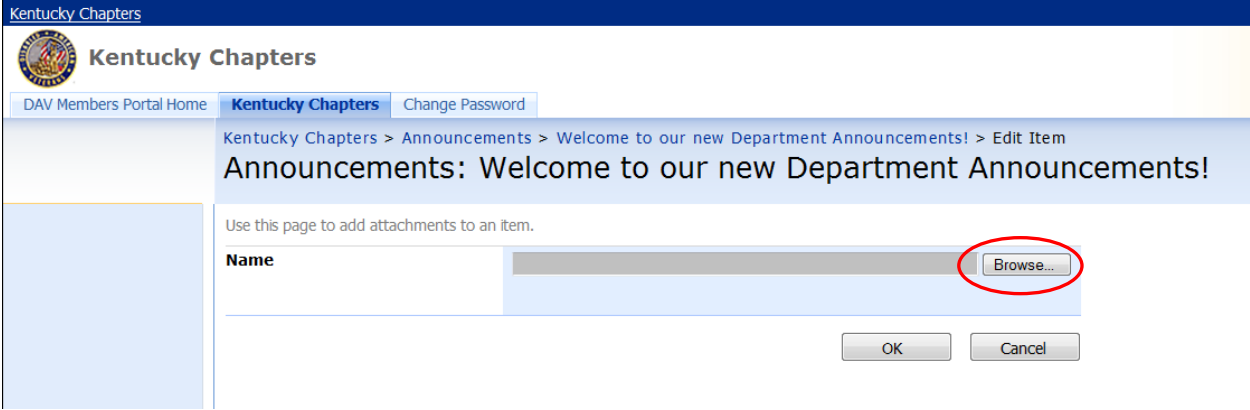 Kentucky Chapters
Kentucky Chapters
DAV Members Portal Home Kentucky Chapters Change Password
Kentucky Chapters > Announcements > Welcome to our new Department Announcements! > Edit Item
Announcements: Welcome to our new Department Announcements!
Use this page to add attachments to an item.
Name Browse...
OK Cancel